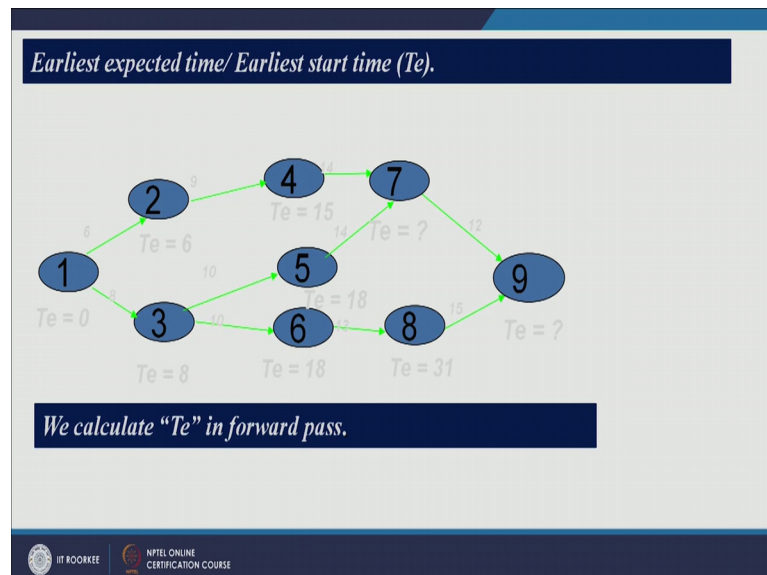 Earliest expected time/ Earliest start time (Te).
9
4
14
7
2
Te = 15
6
14
Te = ?
12
Te = 6
10
5
1
9
8
Te = 18
15
Te = 0
3
10
6
13
8
Te = ?
Te = 8
Te = 18
Te = 31
We calculate “Te” in forward pass.
IIT ROORKEE
NPTEL ONLINE
CERTIFICATION COURSE